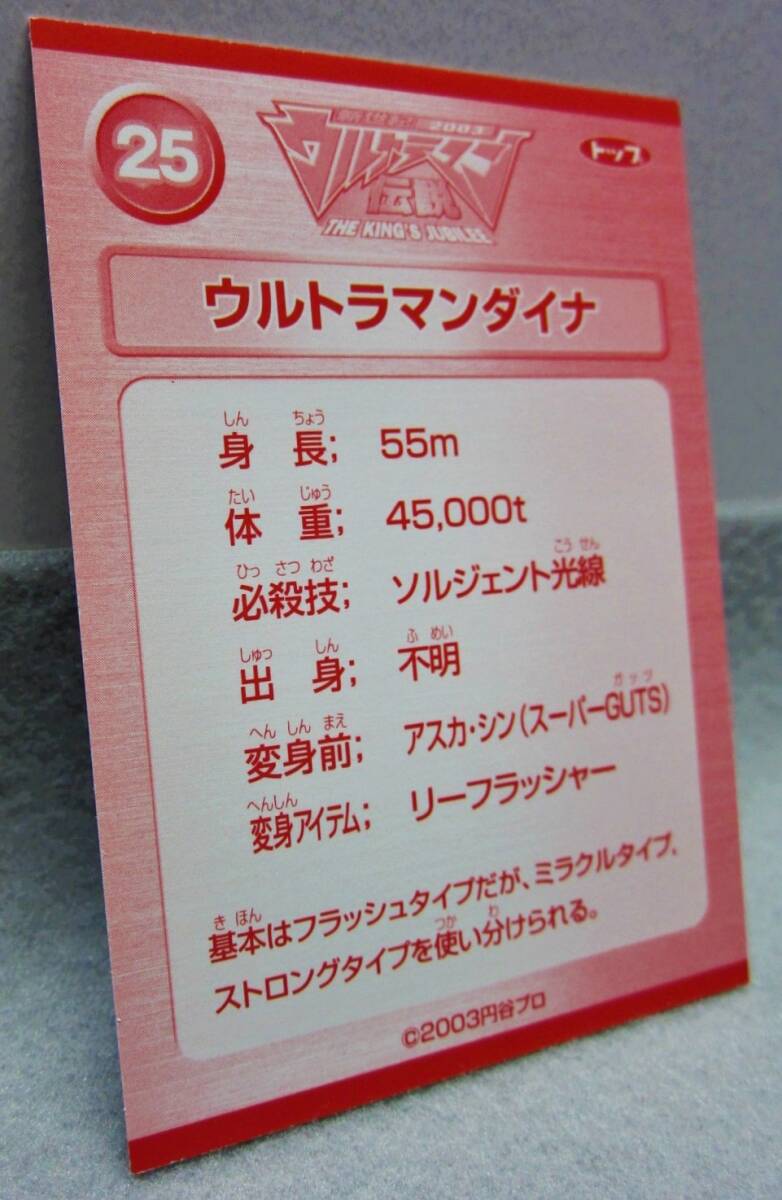 25
2003
ウルトラマン
トップ
伝説
THE KING'S JUBILEE
ウルトラマンダイナ
しん ちょう
身 長; 55m
たい じゅう
体 重; 45,000t
ひっ さつ わざ こう せん
必殺技; ソルジェント光線
しゅっ しん ふ めい
出 身; 不明
へん しん まえ ガッツ
変身前; アスカ・シン(スーパーGUTS)
へんしん
変身アイテム; リーフラッシャー
き ほん
基本はフラッシュタイプだが、ミラクルタイプ、
つか わ
ストロングタイプを使い分けられる。
©2003円谷プロ